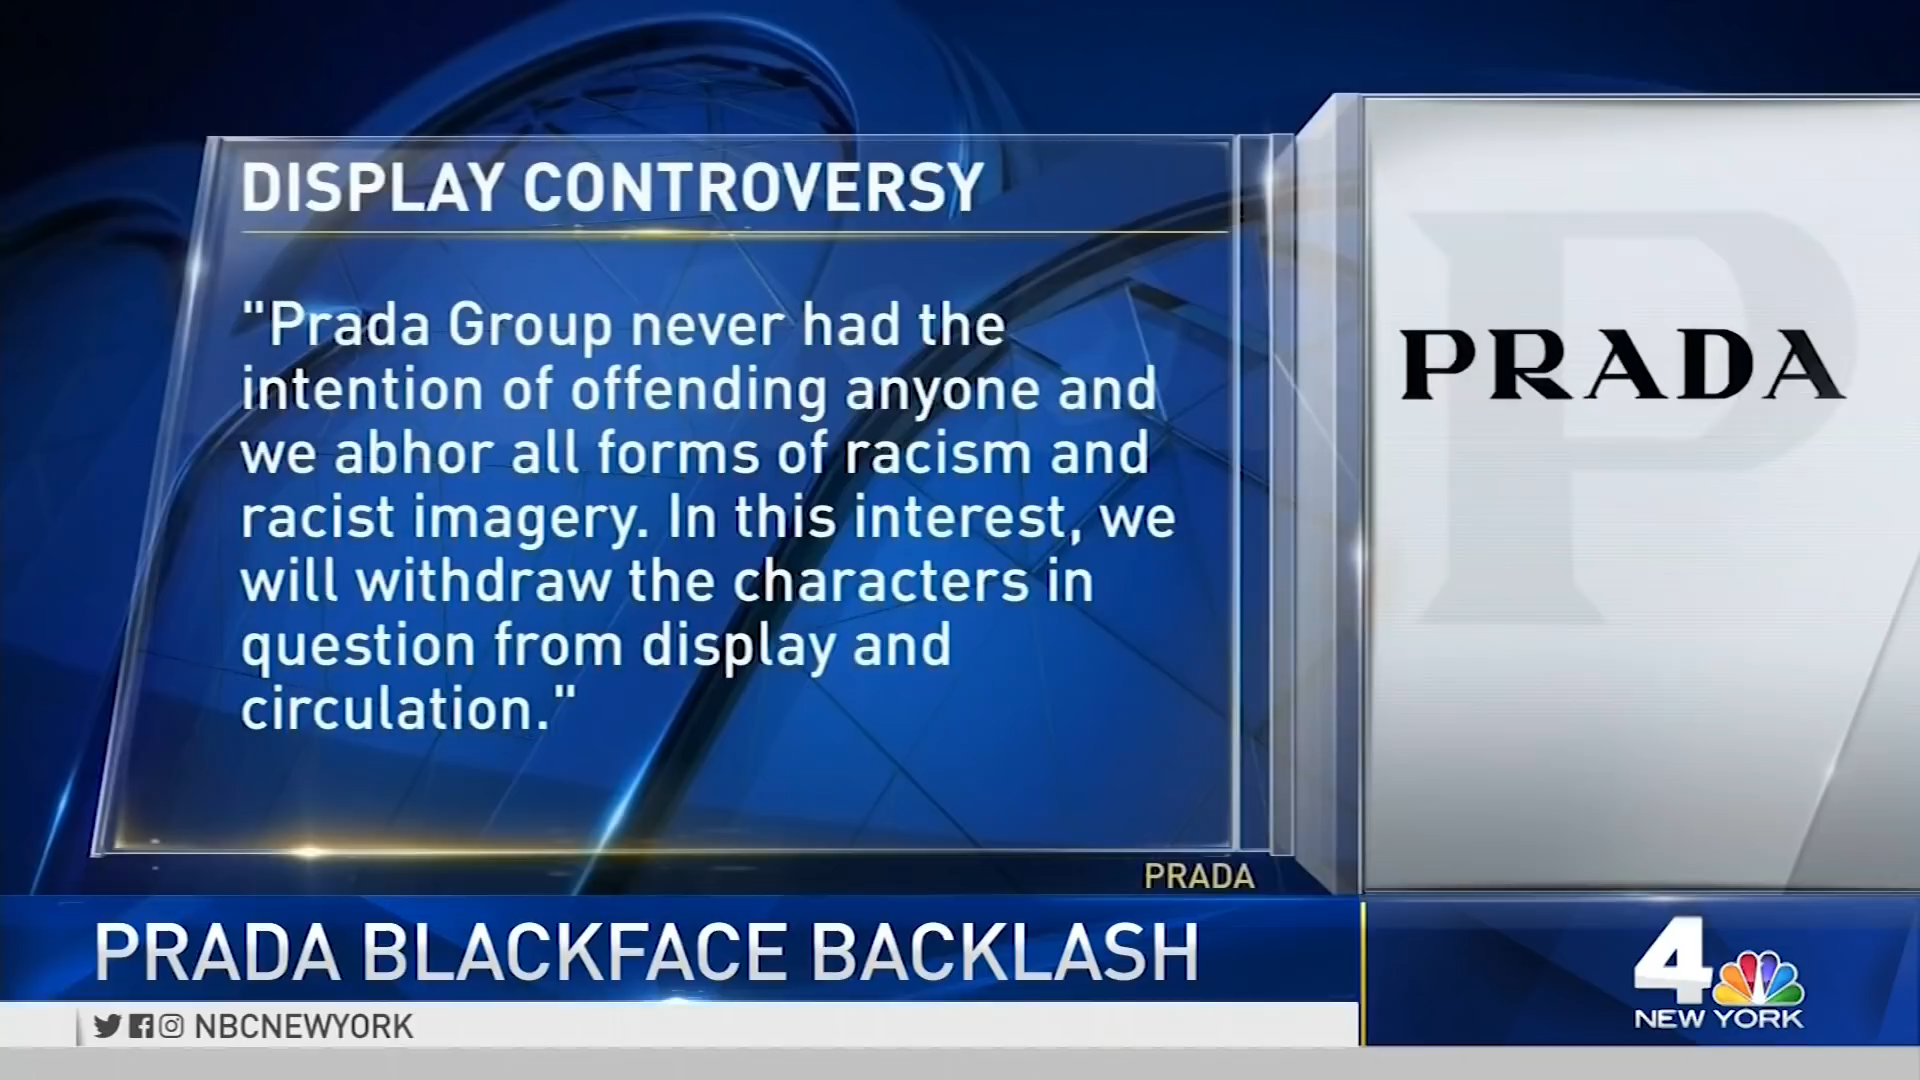 DISPLAY CONTROVERSY
"Prada Group never had the
intention of offending anyone and
we abhor all forms of racism and
racist imagery. In this interest, we
will withdraw the characters in
question from display and
circulation."
PRADA
P
PRADA
PRADA BLACKFACE BACKLASH
NBCNEWYORK
4
NEW YORK